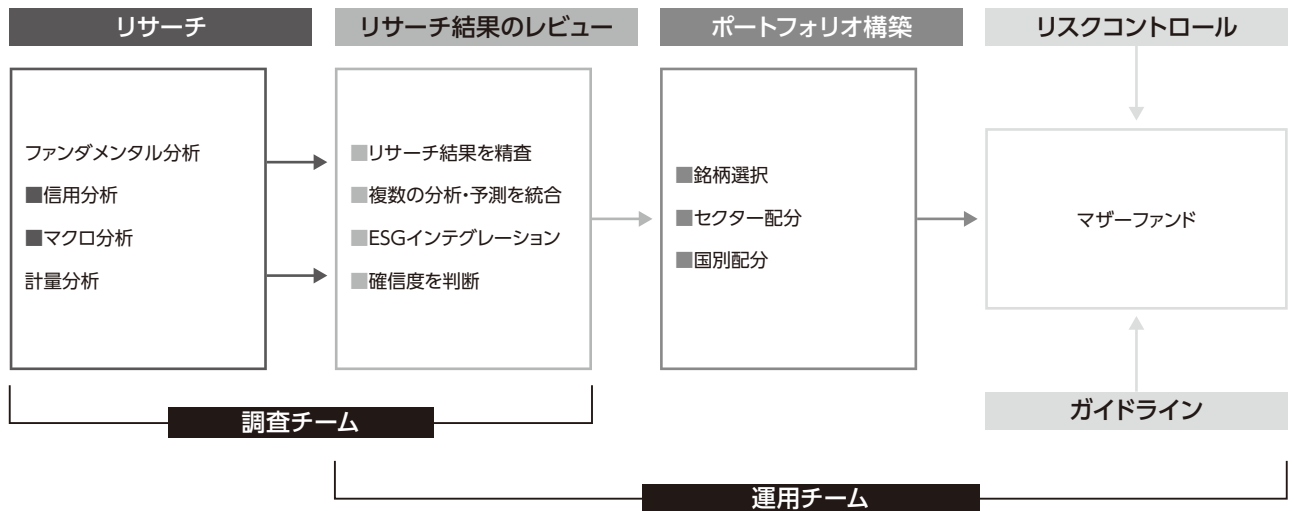 リサーチ
リサーチ結果のレビュー
ポートフォリオ構築
リスクコントロール
ファンダメンタル分析
■信用分析
■マクロ分析
計量分析
■リサーチ結果を精査
■複数の分析・予測を統合
■ESGインテグレーション
■確信度を判断
■銘柄選択
■セクター配分
■国別配分
マザーファンド
ガイドライン
調査チーム
運用チーム